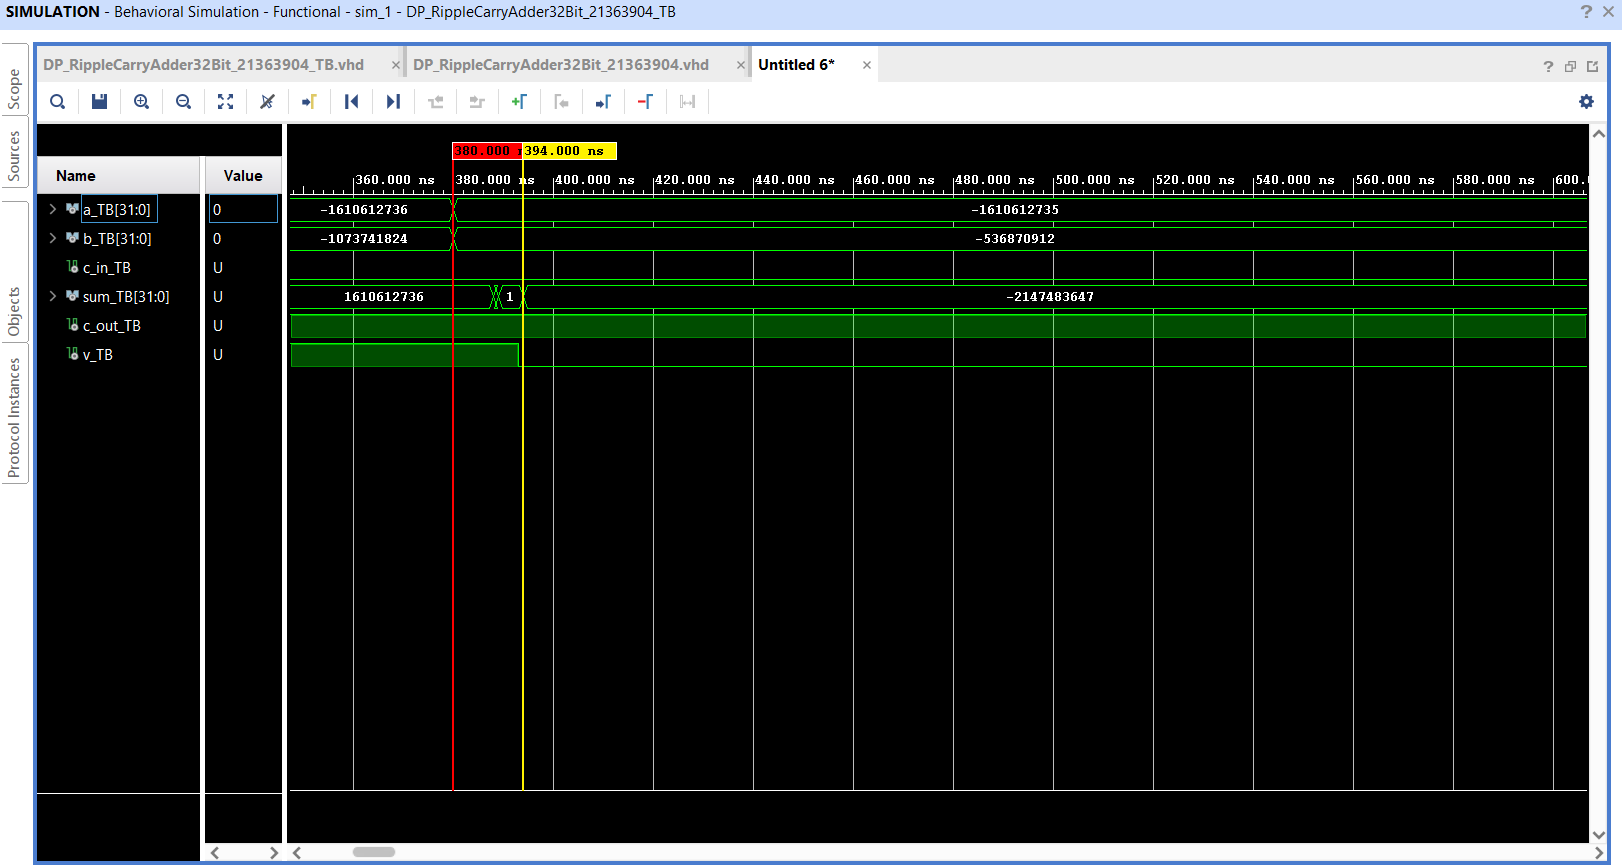 SIMULATION - Behavioral Simulation - Functional - sim_1 - DP_RippleCarryAdder32Bit_21363904_TB
DP_RippleCarryAdder32Bit_21363904_TB.vhd × DP_RippleCarryAdder32Bit_21363904.vhd × Untitled 6* ×
Scope
Sources
Objects
Protocol Instances
380.000 394.000 ns
Name Value
360.000 ns 380.000 ns 400.000 ns 420.000 ns 440.000 ns 460.000 ns 480.000 ns 500.000 ns 520.000 ns 540.000 ns 560.000 ns 580.000 ns 600.
a_TB[31:0] 0 -1610612736 -1610612735
b_TB[31:0] 0 -1073741824 -536870912
c_in_TB U
sum_TB[31:0] U 1610612736 1 -2147483647
c_out_TB U
v_TB U